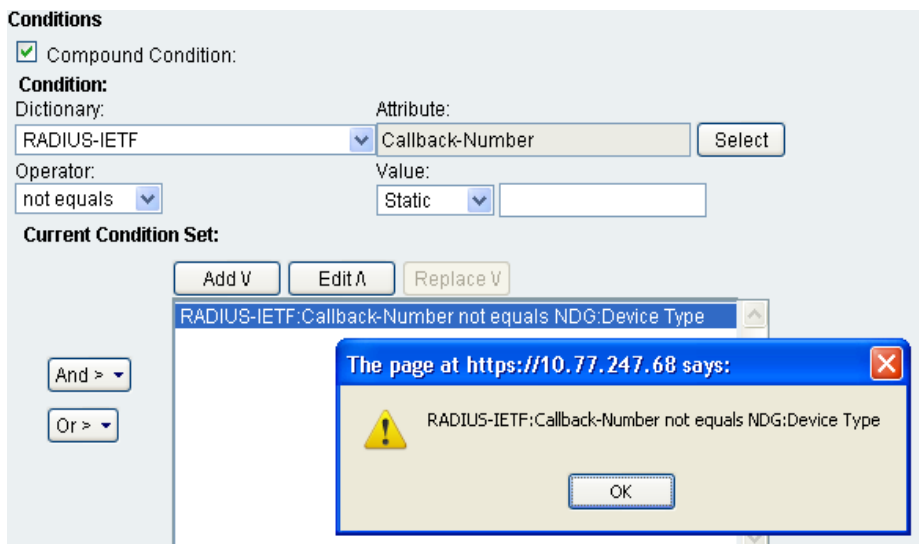 Conditions
Compound Condition:
Condition:
Dictionary: Attribute:
RADIUS-IETF Callback-Number Select
Operator: Value:
not equals Static
Current Condition Set:
Add V Edit Λ Replace V
RADIUS-IETF:Callback-Number not equals NDG:Device Type
The page at https://10.77.247.68 says:
And >
RADIUS-IETF:Callback-Number not equals NDG:Device Type
Or >
OK